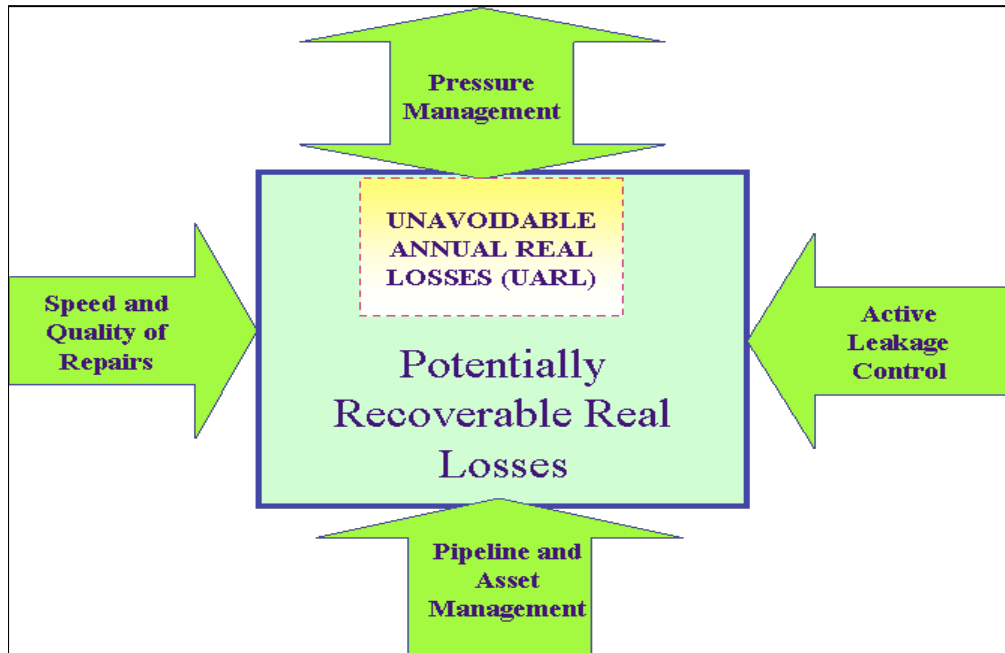 Pressure
Management
UNAVOIDABLE
ANNUAL REAL
LOSSES (UARL)
Speed and
Quality of
Repairs
Potentially
Recoverable Real
Losses
Active
Leakage
Control
Pipeline and
Asset
Management